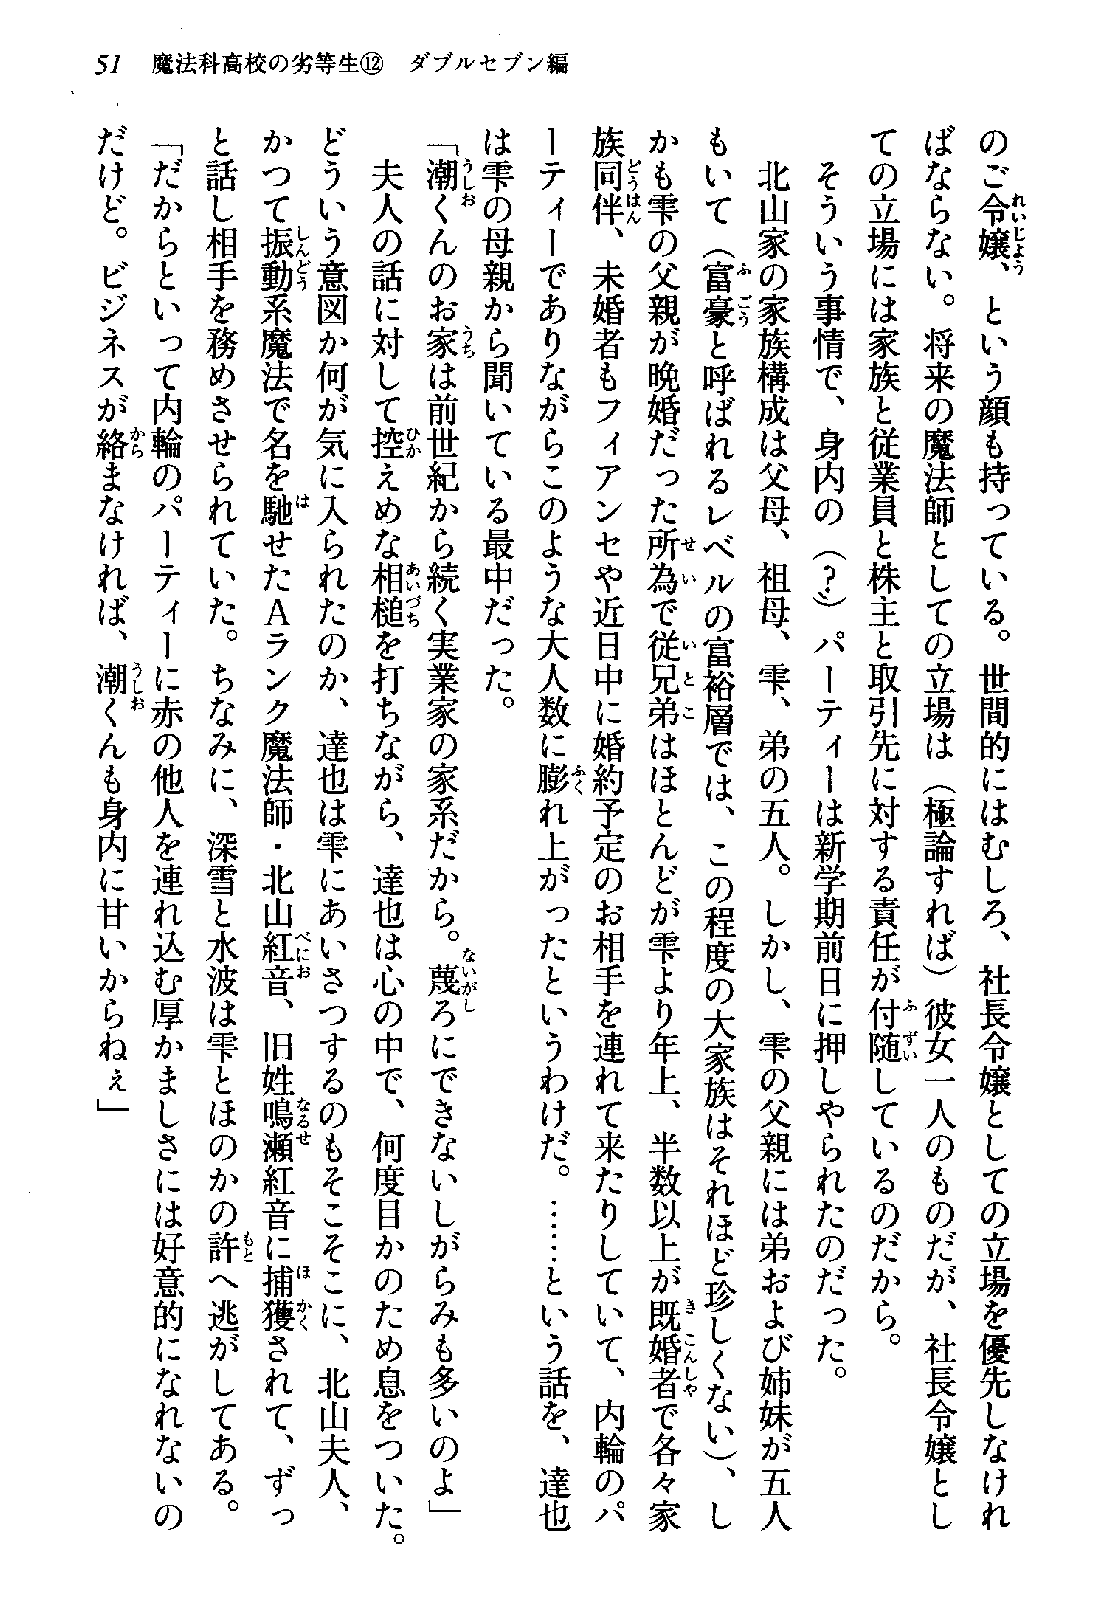 51　魔法科高校の劣等生⑫　ダブルセブン編
のご令嬢、という顔も持っている。世間的にはむしろ、社長令嬢としての立場を優先しなけれ
ばならない。将来の魔法師としての立場は（極論すれば）彼女一人のものだが、社長令嬢とし
ての立場には家族と従業員と株主と取引先に対する責任が付随しているのだから。
　そういう事情で、身内の（？）パーティーは新学期前日に押しやられたのだった。
　北山家の家族構成は父母、祖母、雫、弟の五人。しかし、雫の父親には弟および姉妹が五人
もいて（富豪と呼ばれるレベルの富裕層では、この程度の大家族はそれほど珍しくない）、し
かも雫の父親が晩婚だった所為で従兄弟はほとんどが雫より年上、半数以上が既婚者で各々家
族同伴、未婚者もフィアンセや近日中に婚約予定のお相手を連れて来たりしていて、内輪のパ
ーティーでありながらこのような大人数に膨れ上がったというわけだ。……という話を、達也
は雫の母親から聞いている最中だった。
「潮くんのお家は前世紀から続く実業家の家系だから。蔑ろにできないしがらみも多いのよ」
　夫人の話に対して控えめな相槌を打ちながら、達也は心の中で、何度目かのため息をついた。
どういう意図か何が気に入られたのか、達也は雫にあいさつするのもそこそこに、北山夫人、
かつて振動系魔法で名を馳せたＡランク魔法師・北山紅音、旧姓鳴瀬紅音に捕獲されて、ずっ
と話し相手を務めさせられていた。ちなみに、深雪と水波は雫とほのかの許へ逃がしてある。
「だからといって内輪のパーティーに赤の他人を連れ込む厚かましさには好意的になれないの
だけど。ビジネスが絡まなければ、潮くんも身内に甘いからねぇ」